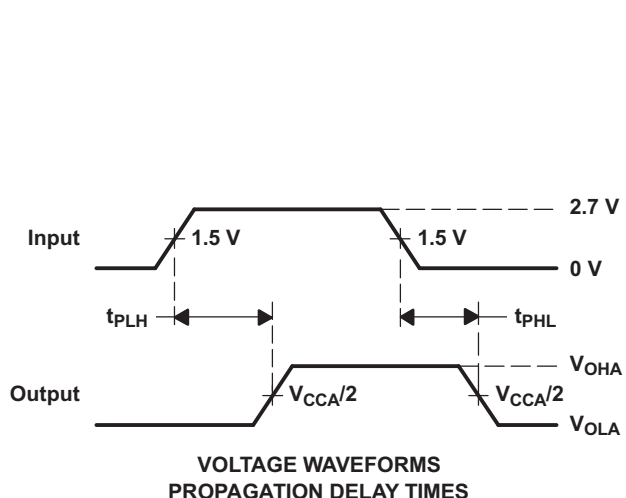 2.7 V
Input 1.5 V 1.5 V
0 V
tPLH tPHL
VOHA
Output VCCA/2 VCCA/2
VOLA
VOLTAGE WAVEFORMS
PROPAGATION DELAY TIMES